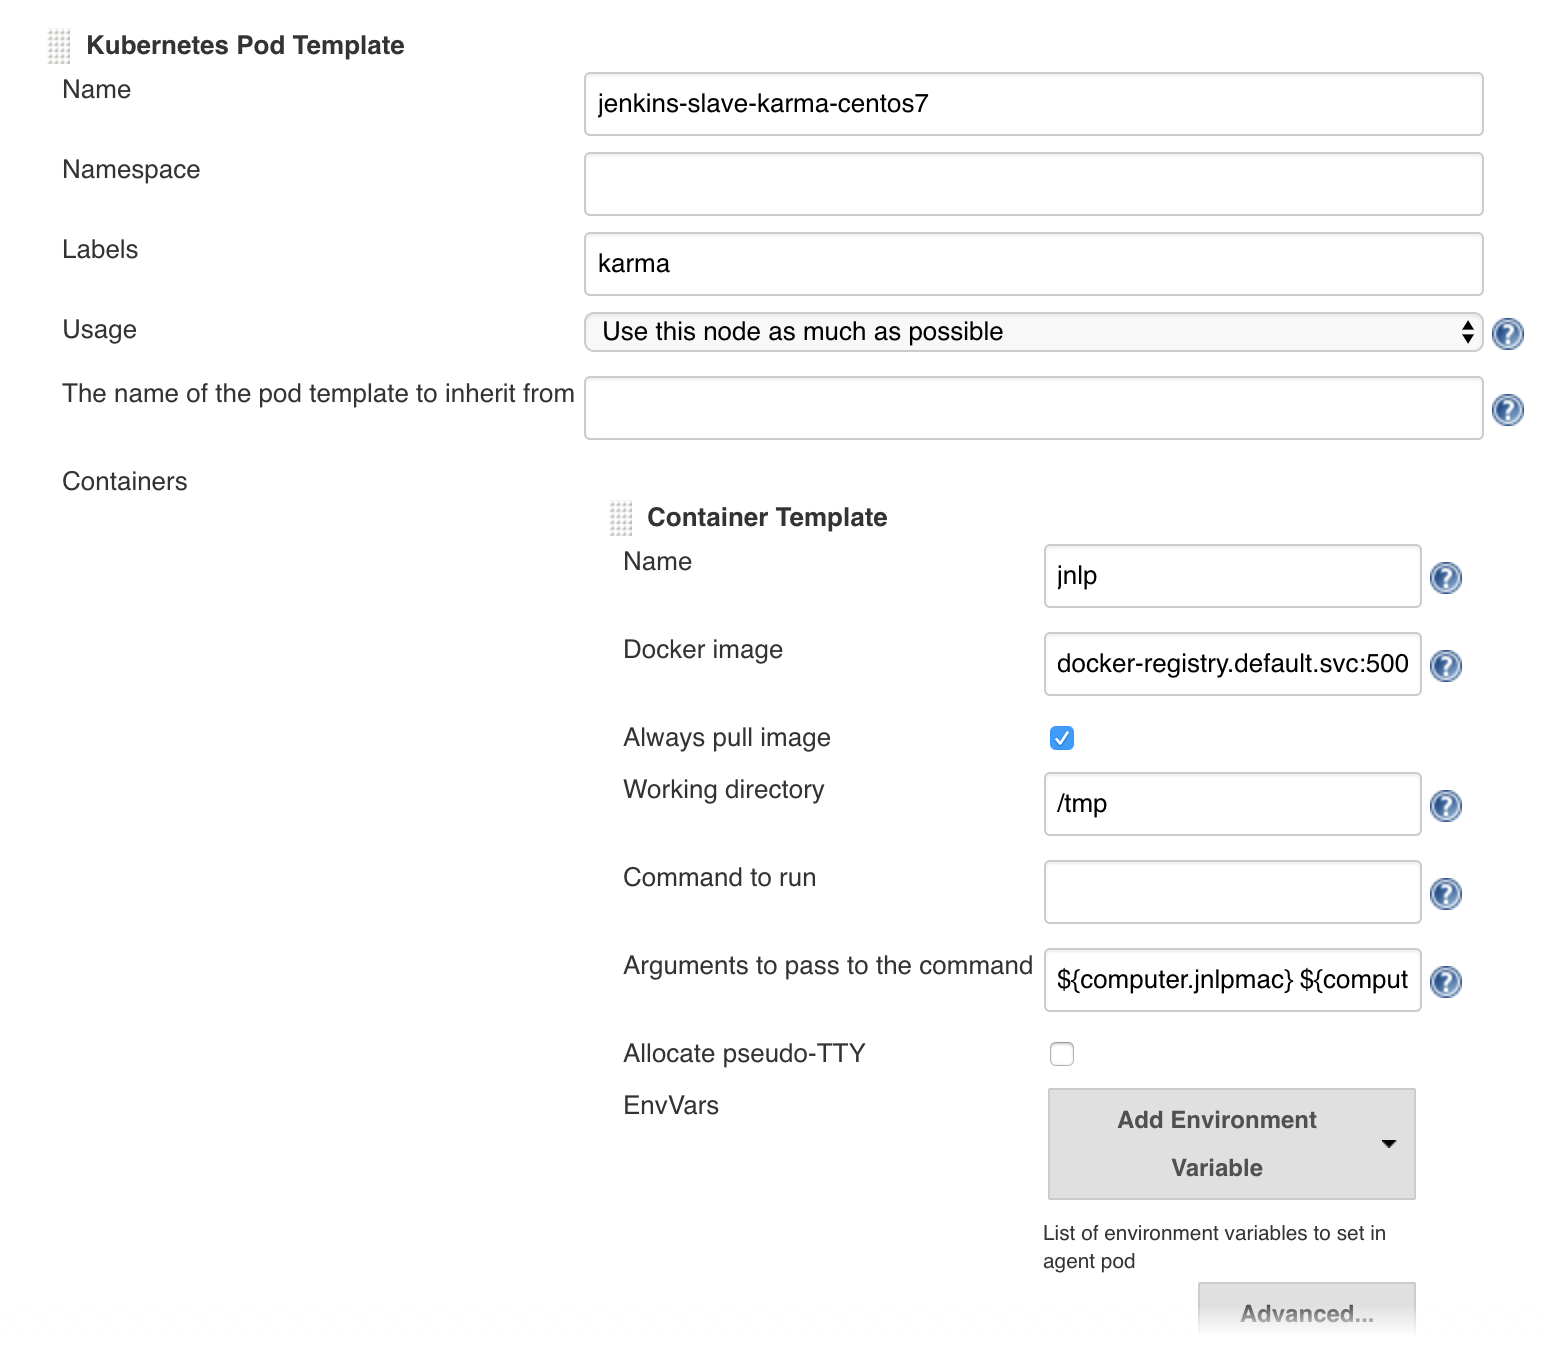 Kubernetes Pod Template
Name
jenkins-slave-karma-centos7
Namespace
Labels
karma
Usage
Use this node as much as possible
The name of the pod template to inherit from
Containers
Container Template
Name
jnlp
Docker image
docker-registry.default.svc:500
Always pull image
Working directory
/tmp
Command to run
Arguments to pass to the command
${computer.jnlpmac} ${comput
Allocate pseudo-TTY
EnvVars
Add Environment
Variable
List of environment variables to set in
agent pod
Advanced...